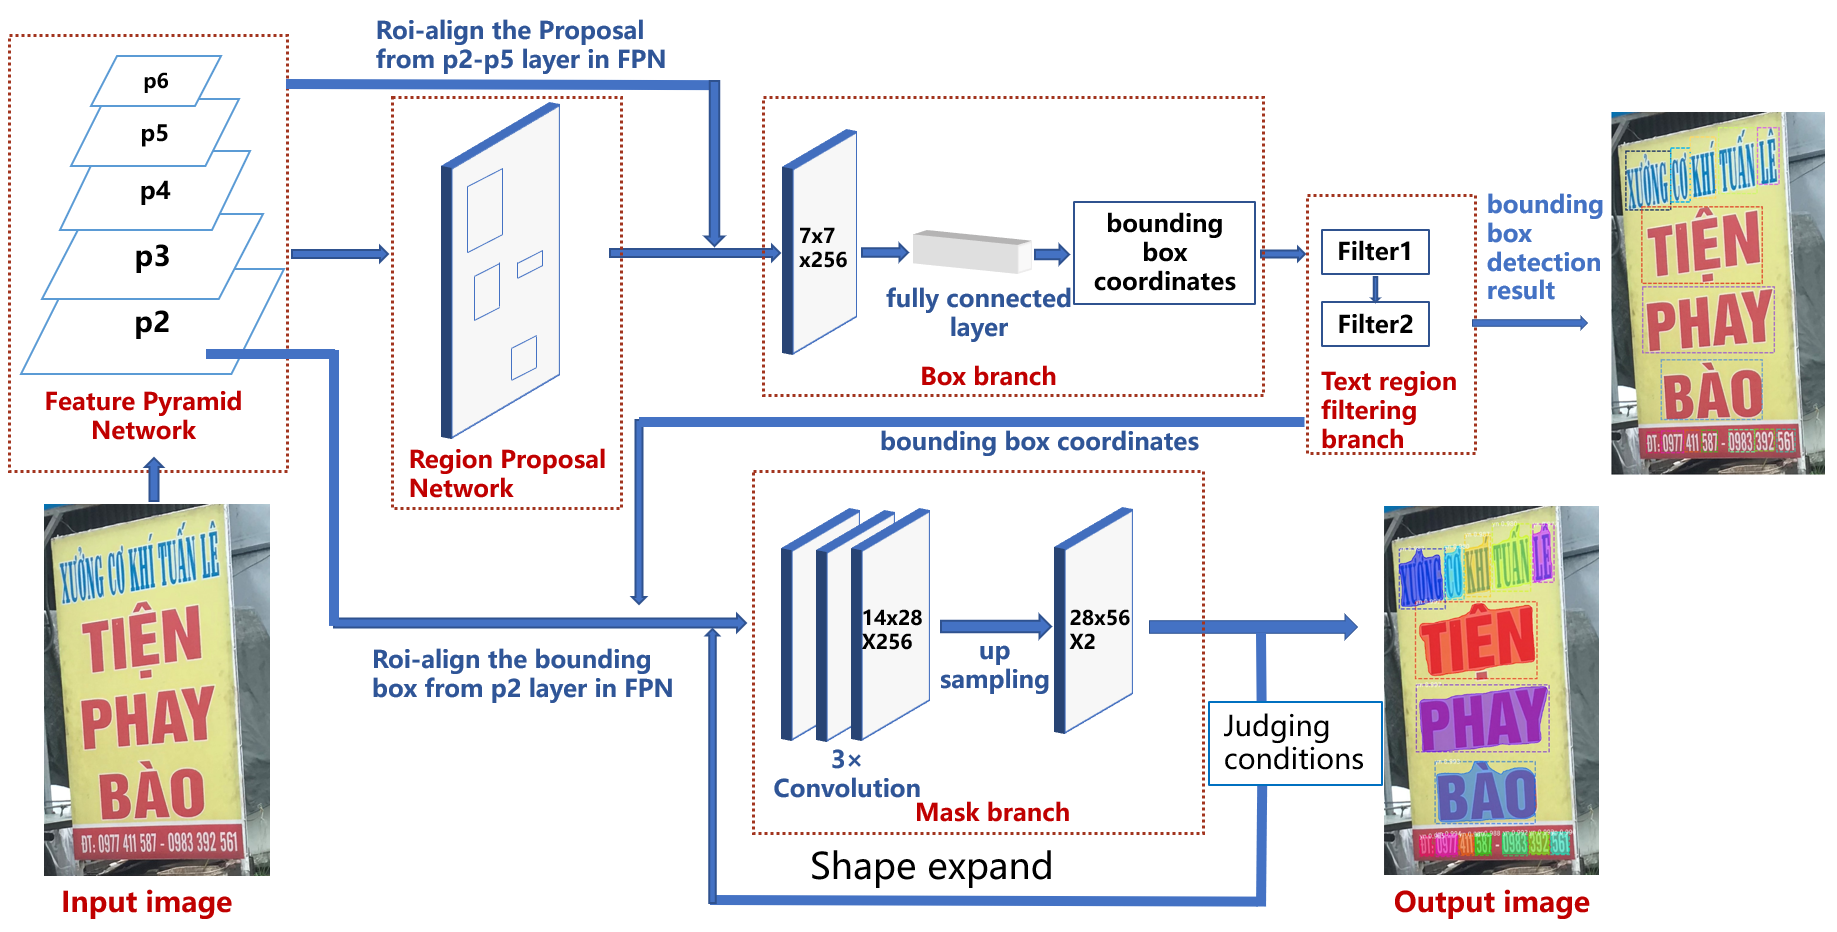 Roi-align the Proposal
from p2-p5 layer in FPN
p6
p5
p4
p3
p2
Feature Pyramid
Network
Region Proposal
Network
7x7
x256
fully connected
layer
bounding
box
coordinates
Box branch
Filter1
Filter2
Text region
filtering
branch
bounding
box
detection
result
XƯỞNG CƠ KHÍ TUẤN LÊ
TIỆN
PHAY
BÀO
ĐT: 0977 411 587 - 0983 392 561
bounding box coordinates
Roi-align the bounding
box from p2 layer in FPN
14x28
X256
3×
Convolution
up
sampling
28x56
X2
Mask branch
Judging
conditions
Shape expand
XƯỞNG CƠ KHÍ TUẤN LÊ
TIỆN
PHAY
BÀO
ĐT: 0977 411 587 - 0983 392 561
Input image
XƯỞNG CƠ KHÍ TUẤN LÊ
TIỆN
PHAY
BÀO
ĐT: 0977 411 587 - 0983 392 561
Output image